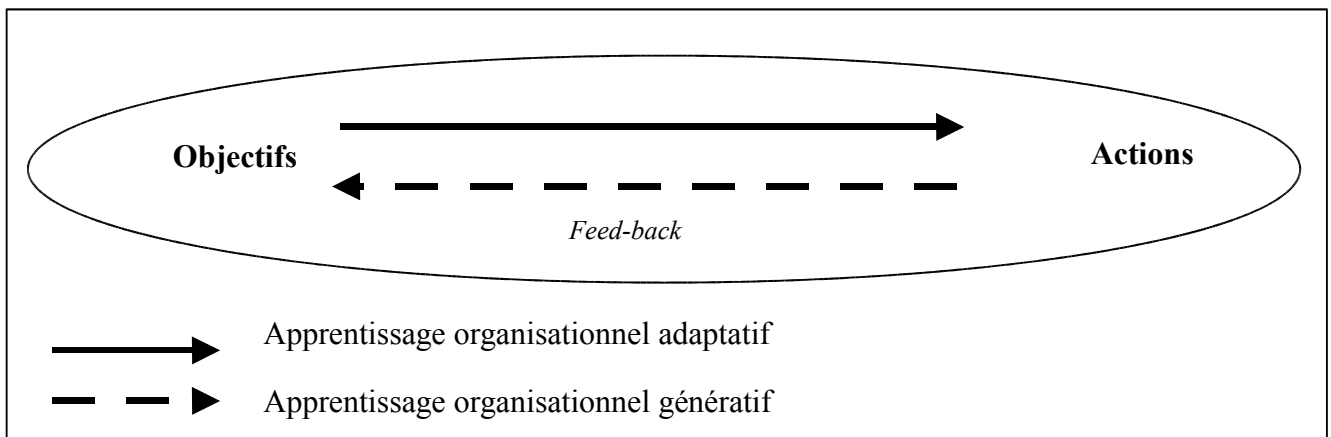 Objectifs
Actions
Feed-back
Apprentissage organisationnel adaptatif
Apprentissage organisationnel génératif